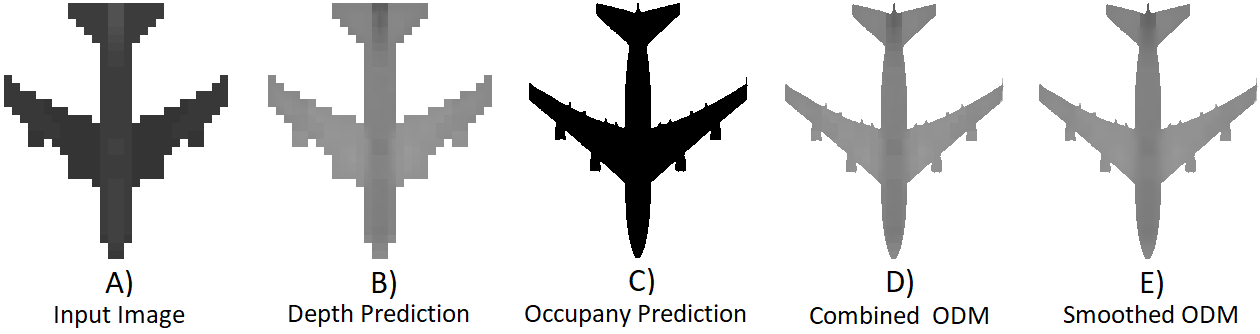 A) B) C) D) E)
Input Image Depth Prediction Occupany Prediction Combined ODM Smoothed ODM